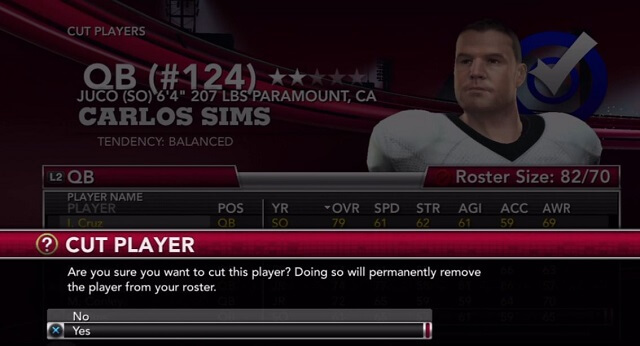 CUT PLAYERS
QB (#124)
JUCO (SO) 6'4" 207 LBS PARAMOUNT, CA
CARLOS SIMS
TENDENCY: BALANCED
L2 QB
Roster Size: 82/70
PLAYER NAME
PLAYER POS YR OVR SPD STR AGI ACC AWR
J. Cruz QB SO 79 61 62 61 59 69
? CUT PLAYER
Are you sure you want to cut this player? Doing so will permanently remove
the player from your roster.
No
Yes